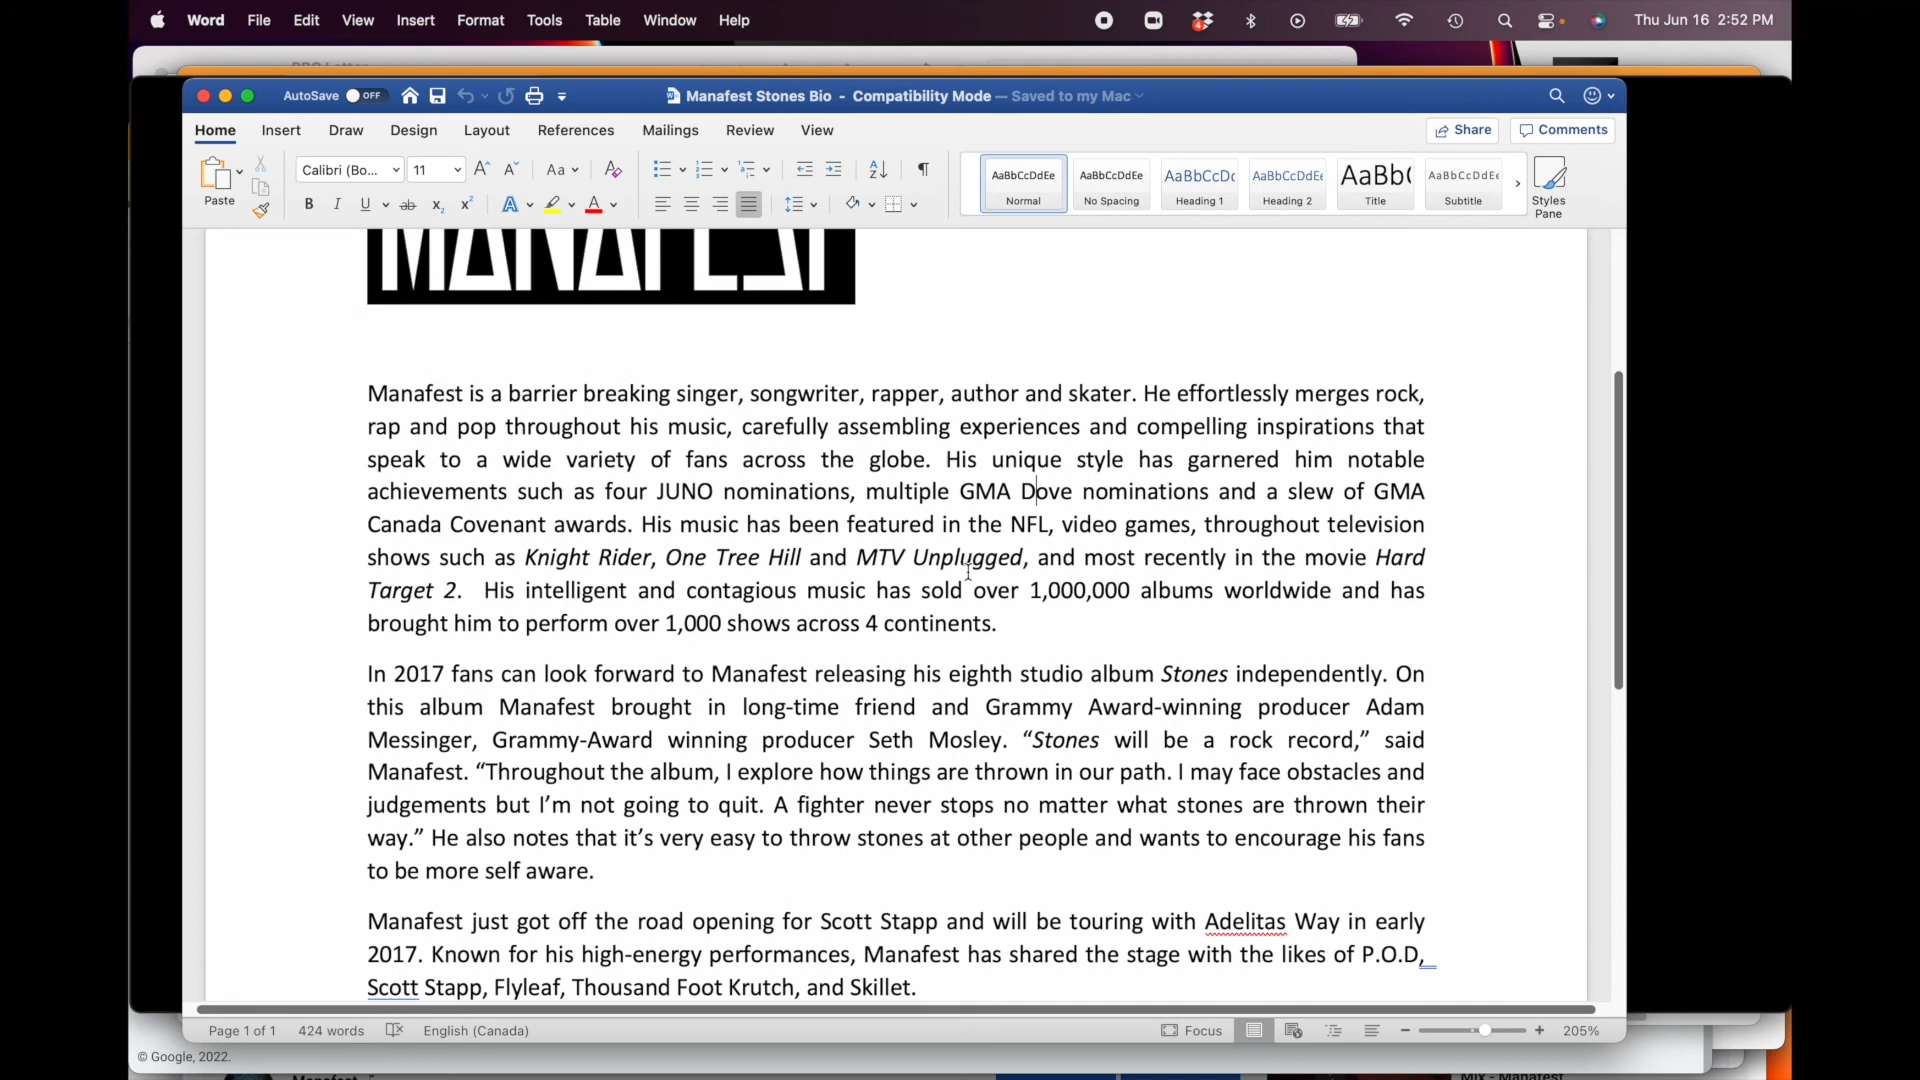 Word File Edit View Insert Format Tools Table Window Help
4
Thu Jun 16 2:52 PM
AutoSave OFF
Manafest Stones Bio - Compatibility Mode — Saved to my Mac
Home Insert Draw Design Layout References Mailings Review View
Share
Comments
Paste
Calibri (Bo...
11
AaBbCcDdEe
Normal
AaBbCcDdEe
No Spacing
Heading 1
Heading 2
Title
Subtitle
Styles
Pane
MANAFEST
Manafest is a barrier breaking singer, songwriter, rapper, author and skater. He effortlessly merges rock,
rap and pop throughout his music, carefully assembling experiences and compelling inspirations that
speak to a wide variety of fans across the globe. His unique style has garnered him notable
achievements such as four JUNO nominations, multiple GMA Dove nominations and a slew of GMA
Canada Covenant awards. His music has been featured in the NFL, video games, throughout television
shows such as Knight Rider, One Tree Hill and MTV Unplugged, and most recently in the movie Hard
Target 2. His intelligent and contagious music has sold over 1,000,000 albums worldwide and has
brought him to perform over 1,000 shows across 4 continents.
In 2017 fans can look forward to Manafest releasing his eighth studio album Stones independently. On
this album Manafest brought in long-time friend and Grammy Award-winning producer Adam
Messinger, Grammy-Award winning producer Seth Mosley. “Stones will be a rock record,” said
Manafest. “Throughout the album, I explore how things are thrown in our path. I may face obstacles and
judgements but I’m not going to quit. A fighter never stops no matter what stones are thrown their
way.” He also notes that it’s very easy to throw stones at other people and wants to encourage his fans
to be more self aware.
Manafest just got off the road opening for Scott Stapp and will be touring with Adelitas Way in early
2017. Known for his high-energy performances, Manafest has shared the stage with the likes of P.O.D,
Scott Stapp, Flyleaf, Thousand Foot Krutch, and Skillet.
Page 1 of 1 424 words English (Canada)
Focus
205%
© Google, 2022.